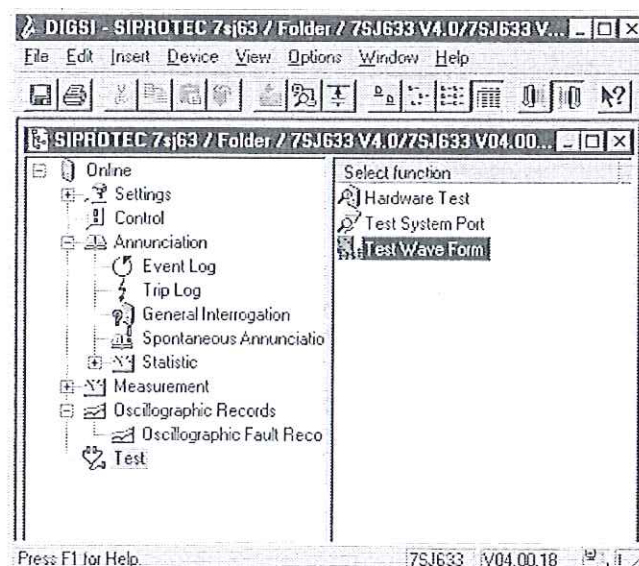 DIGSI - SIPROTEC 7sj63 / Folder / 7SJ633 V4.0/7SJ633 V...
File Edit Insert Device View Options Window Help
SIPROTEC 7sj63 / Folder / 7SJ633 V4.0/7SJ633 V04.00...
Online
Settings
Control
Annunciation
Event Log
Trip Log
General Interrogation
Spontaneous Annunciatio
Statistic
Measurement
Oscillographic Records
Oscillographic Fault Reco
Test
Select function
Hardware Test
Test System Port
Test Wave Form
Press F1 for Help.
7SJ633
V04.00.18